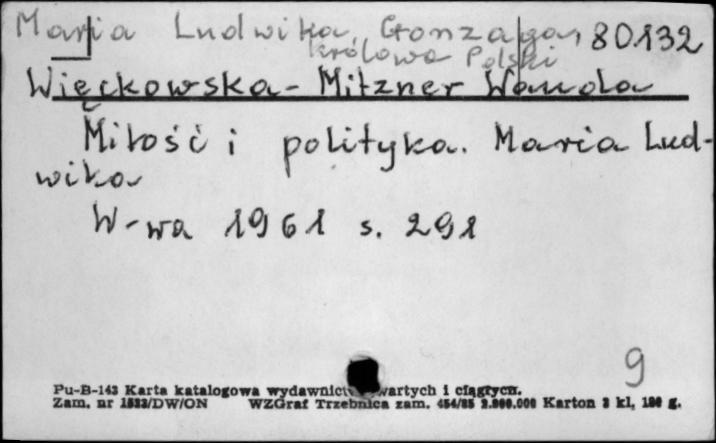 Maria Ludwika, Gonzaga, 80132
królowa Polski
Więckowska-Mitzner Wanda
Miłość i polityka. Maria Lud-
wika
W-wa 1961 s. 291
9
Pu-B-143 Karta katalogowa wydawnictw zwartych i ciągłych.
Zam. nr 1533/DW/ON WZGraf Trzebnica zam. 454/85 2.000.000 Karton 3 kl, 180 g.